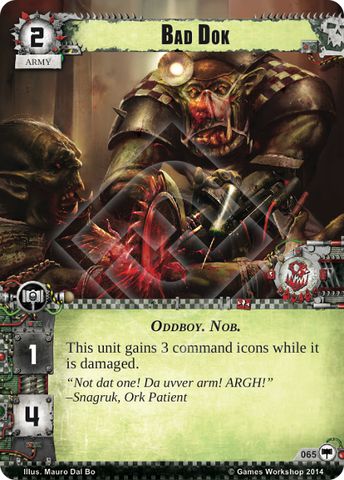 2
Bad Dok
ARMY
Oddboy. Nob.
1
This unit gains 3 command icons while it
is damaged.
“Not dat one! Da uvver arm! ARGH!”
–Snagruk, Ork Patient
4
065
Illus. Mauro Dal Bo
© Games Workshop 2014